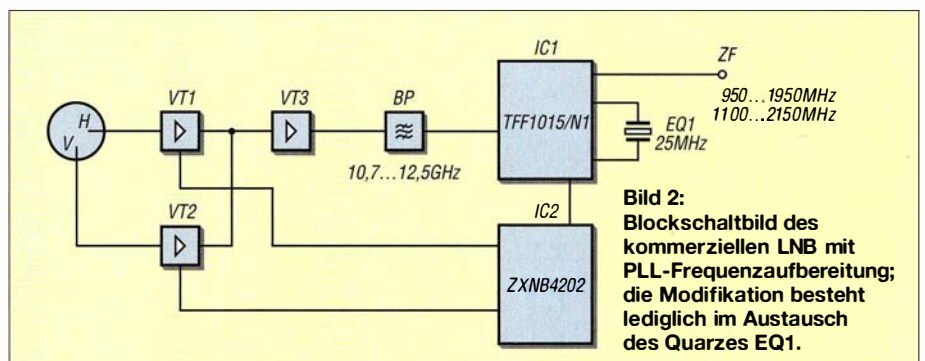 IC1
ZF
VT1
VT3
BP
H
V
TFF1015/N1
950...1950MHz
1100...2150MHz
EQ1
25MHz
10,7...12,5GHz
VT2
IC2
ZXNB4202
Bild 2:
Blockschaltbild des
kommerziellen LNB mit
PLL-Frequenzaufbereitung;
die Modifikation besteht
lediglich im Austausch
des Quarzes EQ1.